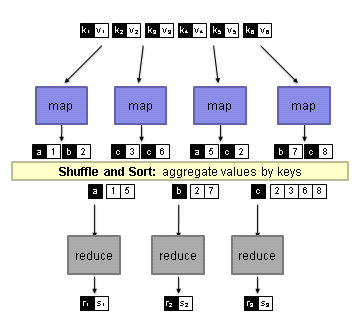 k₁ v₁ k₂ v₂ k₃ v₃ k₄ v₄ k₅ v₅ k₆ v₆
map map map map
a 1 b 2 c 3 c 6 a 5 c 2 b 7 c 8
Shuffle and Sort: aggregate values by keys
a 1 5 b 2 7 c 2 3 6 8
reduce reduce reduce
r₁ s₁ r₂ s₂ r₃ s₃